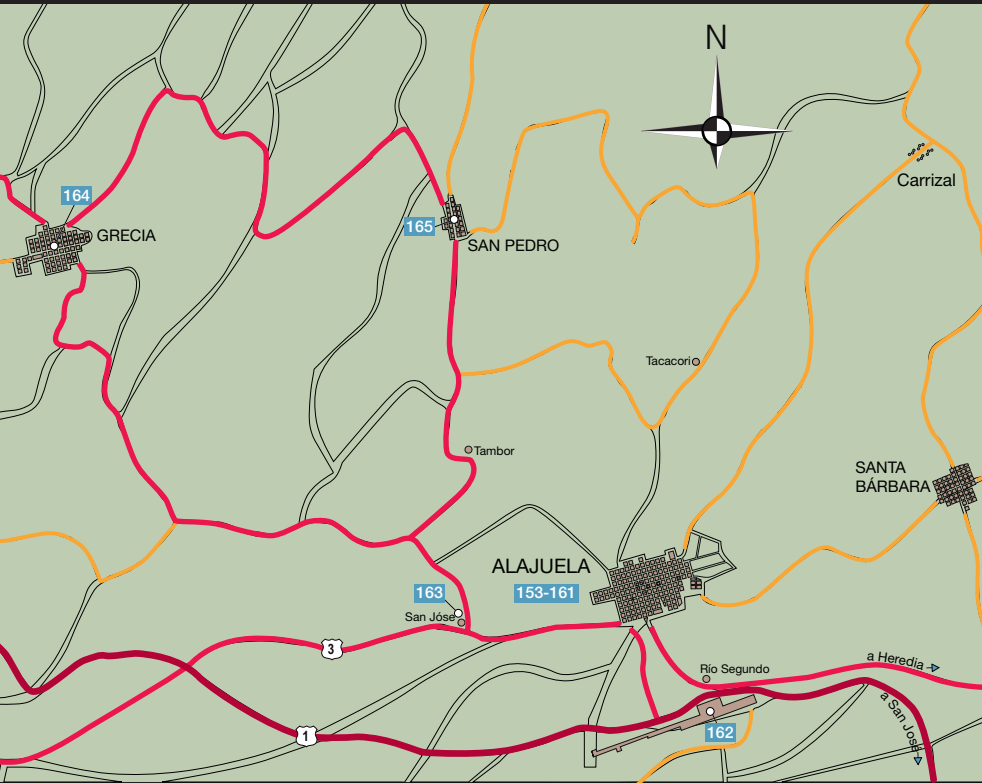 N
Carrizal
164
GRECIA
165
SAN PEDRO
Tacacori
Tambor
SANTA
BÁRBARA
ALAJUELA
153-161
163
San Jóse
3
Río Segundo
a Heredia
a San José
1
162